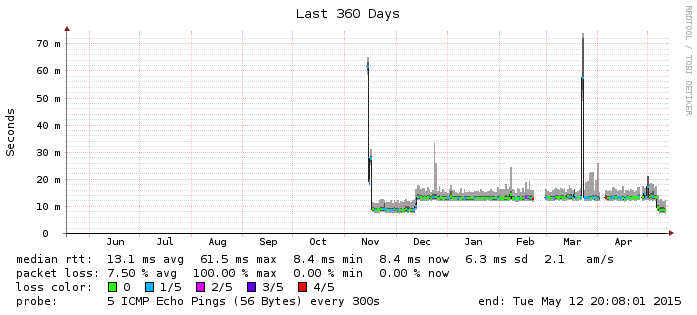 Last 360 Days
RRDTOOL / TOBI OETIKER
Seconds
70 m
60 m
50 m
40 m
30 m
20 m
10 m
0
Jun Jul Aug Sep Oct Nov Dec Jan Feb Mar Apr
median rtt: 13.1 ms avg 61.5 ms max 8.4 ms min 8.4 ms now 6.3 ms sd 2.1 am/s
packet loss: 7.50 % avg 100.00 % max 0.00 % min 0.00 % now
loss color: 0 1/5 2/5 3/5 4/5
probe: 5 ICMP Echo Pings (56 Bytes) every 300s end: Tue May 12 20:08:01 2015